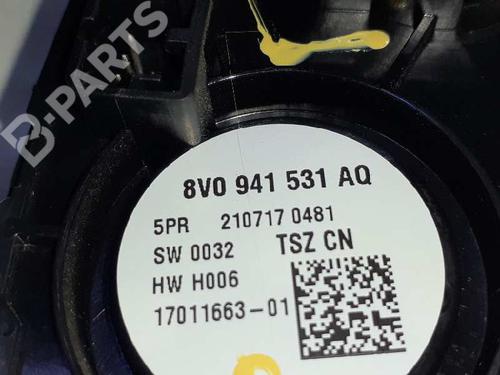 B-PARTS
8V0 941 531 AQ
5PR 210717 0481
SW 0032 TSZ CN
HW H006
17011663-01